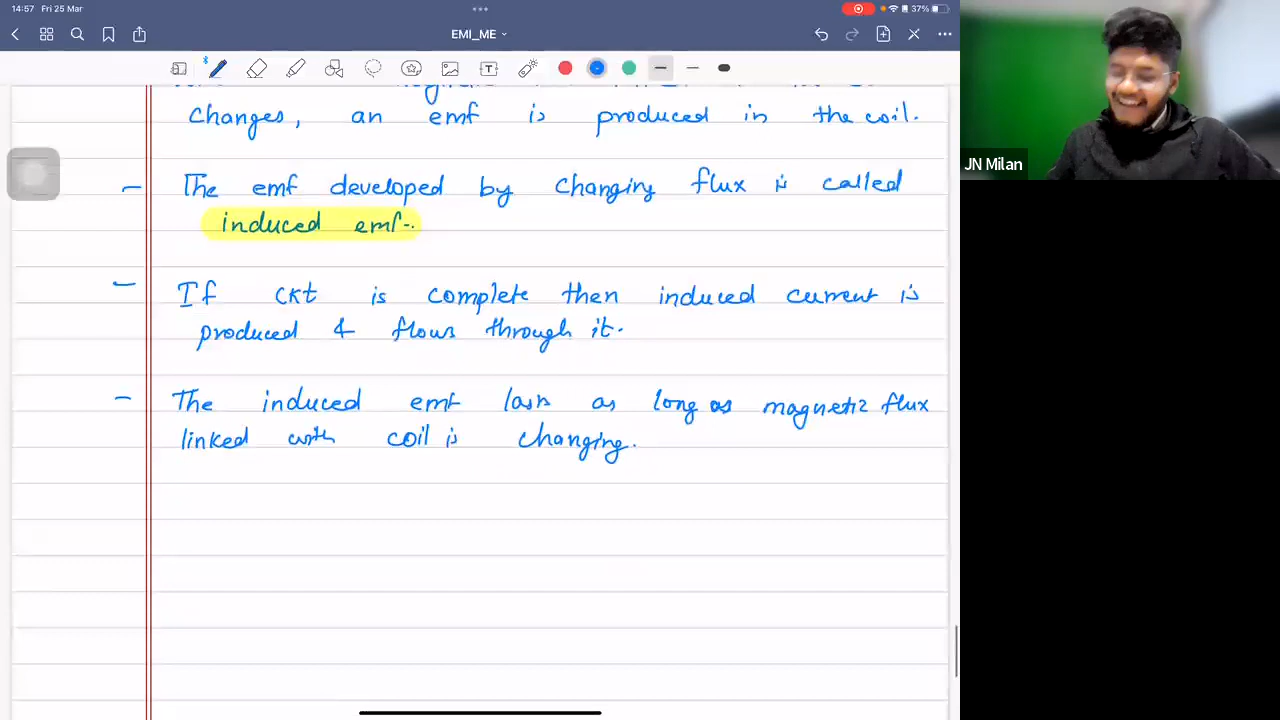 14:57 Fri 25 Mar
37%
EMI_ME
T
changes, an emf is produced in the coil.
- The emf developed by changing flux is called
induced emf.
- If ckt is complete then induced current is
produced & flows through it.
- The induced emf lasts as long as magnetic flux
linked with coil is changing.
JN Milan